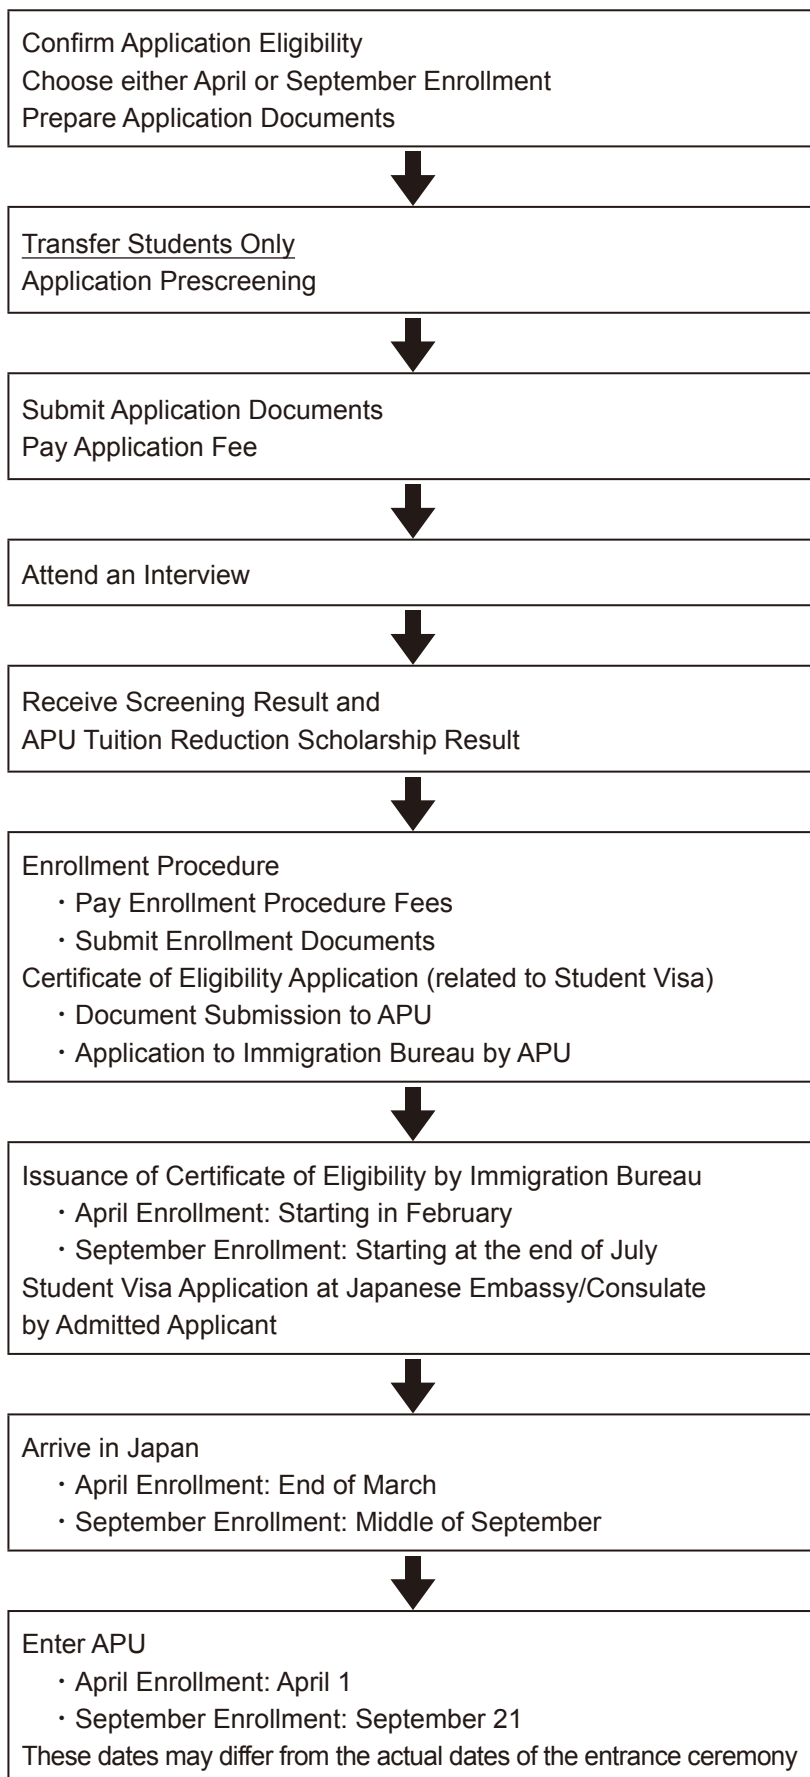 Confirm Application Eligibility
Choose either April or September Enrollment
Prepare Application Documents
Transfer Students Only
Application Prescreening
Submit Application Documents
Pay Application Fee
Attend an Interview
Receive Screening Result and
APU Tuition Reduction Scholarship Result
Enrollment Procedure
・Pay Enrollment Procedure Fees
・Submit Enrollment Documents
Certificate of Eligibility Application (related to Student Visa)
・Document Submission to APU
・Application to Immigration Bureau by APU
Issuance of Certificate of Eligibility by Immigration Bureau
・April Enrollment: Starting in February
・September Enrollment: Starting at the end of July
Student Visa Application at Japanese Embassy/Consulate
by Admitted Applicant
Arrive in Japan
・April Enrollment: End of March
・September Enrollment: Middle of September
Enter APU
・April Enrollment: April 1
・September Enrollment: September 21
These dates may differ from the actual dates of the entrance ceremony